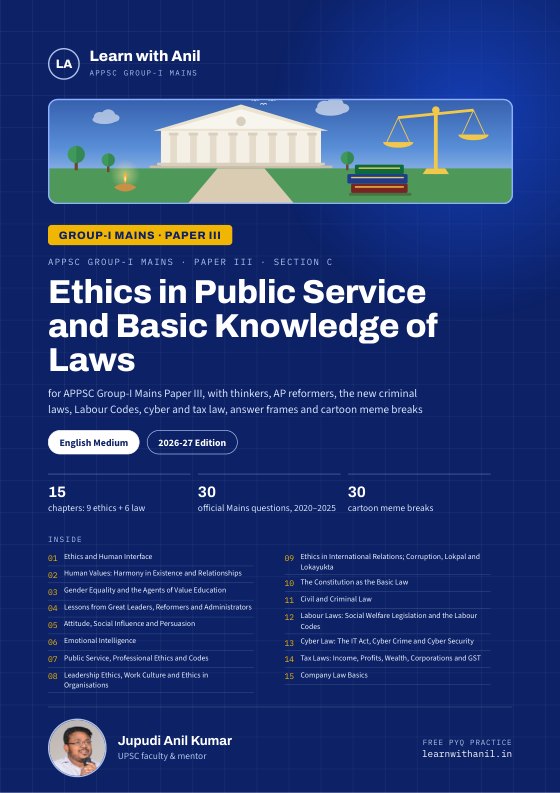 LA
Learn with Anil
APPSC GROUP-I MAINS
GROUP-I MAINS · PAPER III
APPSC GROUP-I MAINS · PAPER III · SECTION C
Ethics in Public Service
and Basic Knowledge of
Laws
for APPSC Group-I Mains Paper III, with thinkers, AP reformers, the new criminal
laws, Labour Codes, cyber and tax law, answer frames and cartoon meme breaks
English Medium
2026-27 Edition
15
chapters: 9 ethics + 6 law
30
official Mains questions, 2020–2025
30
cartoon meme breaks
INSIDE
01 Ethics and Human Interface
02 Human Values: Harmony in Existence and Relationships
03 Gender Equality and the Agents of Value Education
04 Lessons from Great Leaders, Reformers and Administrators
05 Attitude, Social Influence and Persuasion
06 Emotional Intelligence
07 Public Service, Professional Ethics and Codes
08 Leadership Ethics, Work Culture and Ethics in
Organisations
09 Ethics in International Relations; Corruption, Lokpal and
Lokayukta
10 The Constitution as the Basic Law
11 Civil and Criminal Law
12 Labour Laws: Social Welfare Legislation and the Labour
Codes
13 Cyber Law: The IT Act, Cyber Crime and Cyber Security
14 Tax Laws: Income, Profits, Wealth, Corporations and GST
15 Company Law Basics
Jupudi Anil Kumar
UPSC faculty & mentor
FREE PYQ PRACTICE
learnwithanil.in